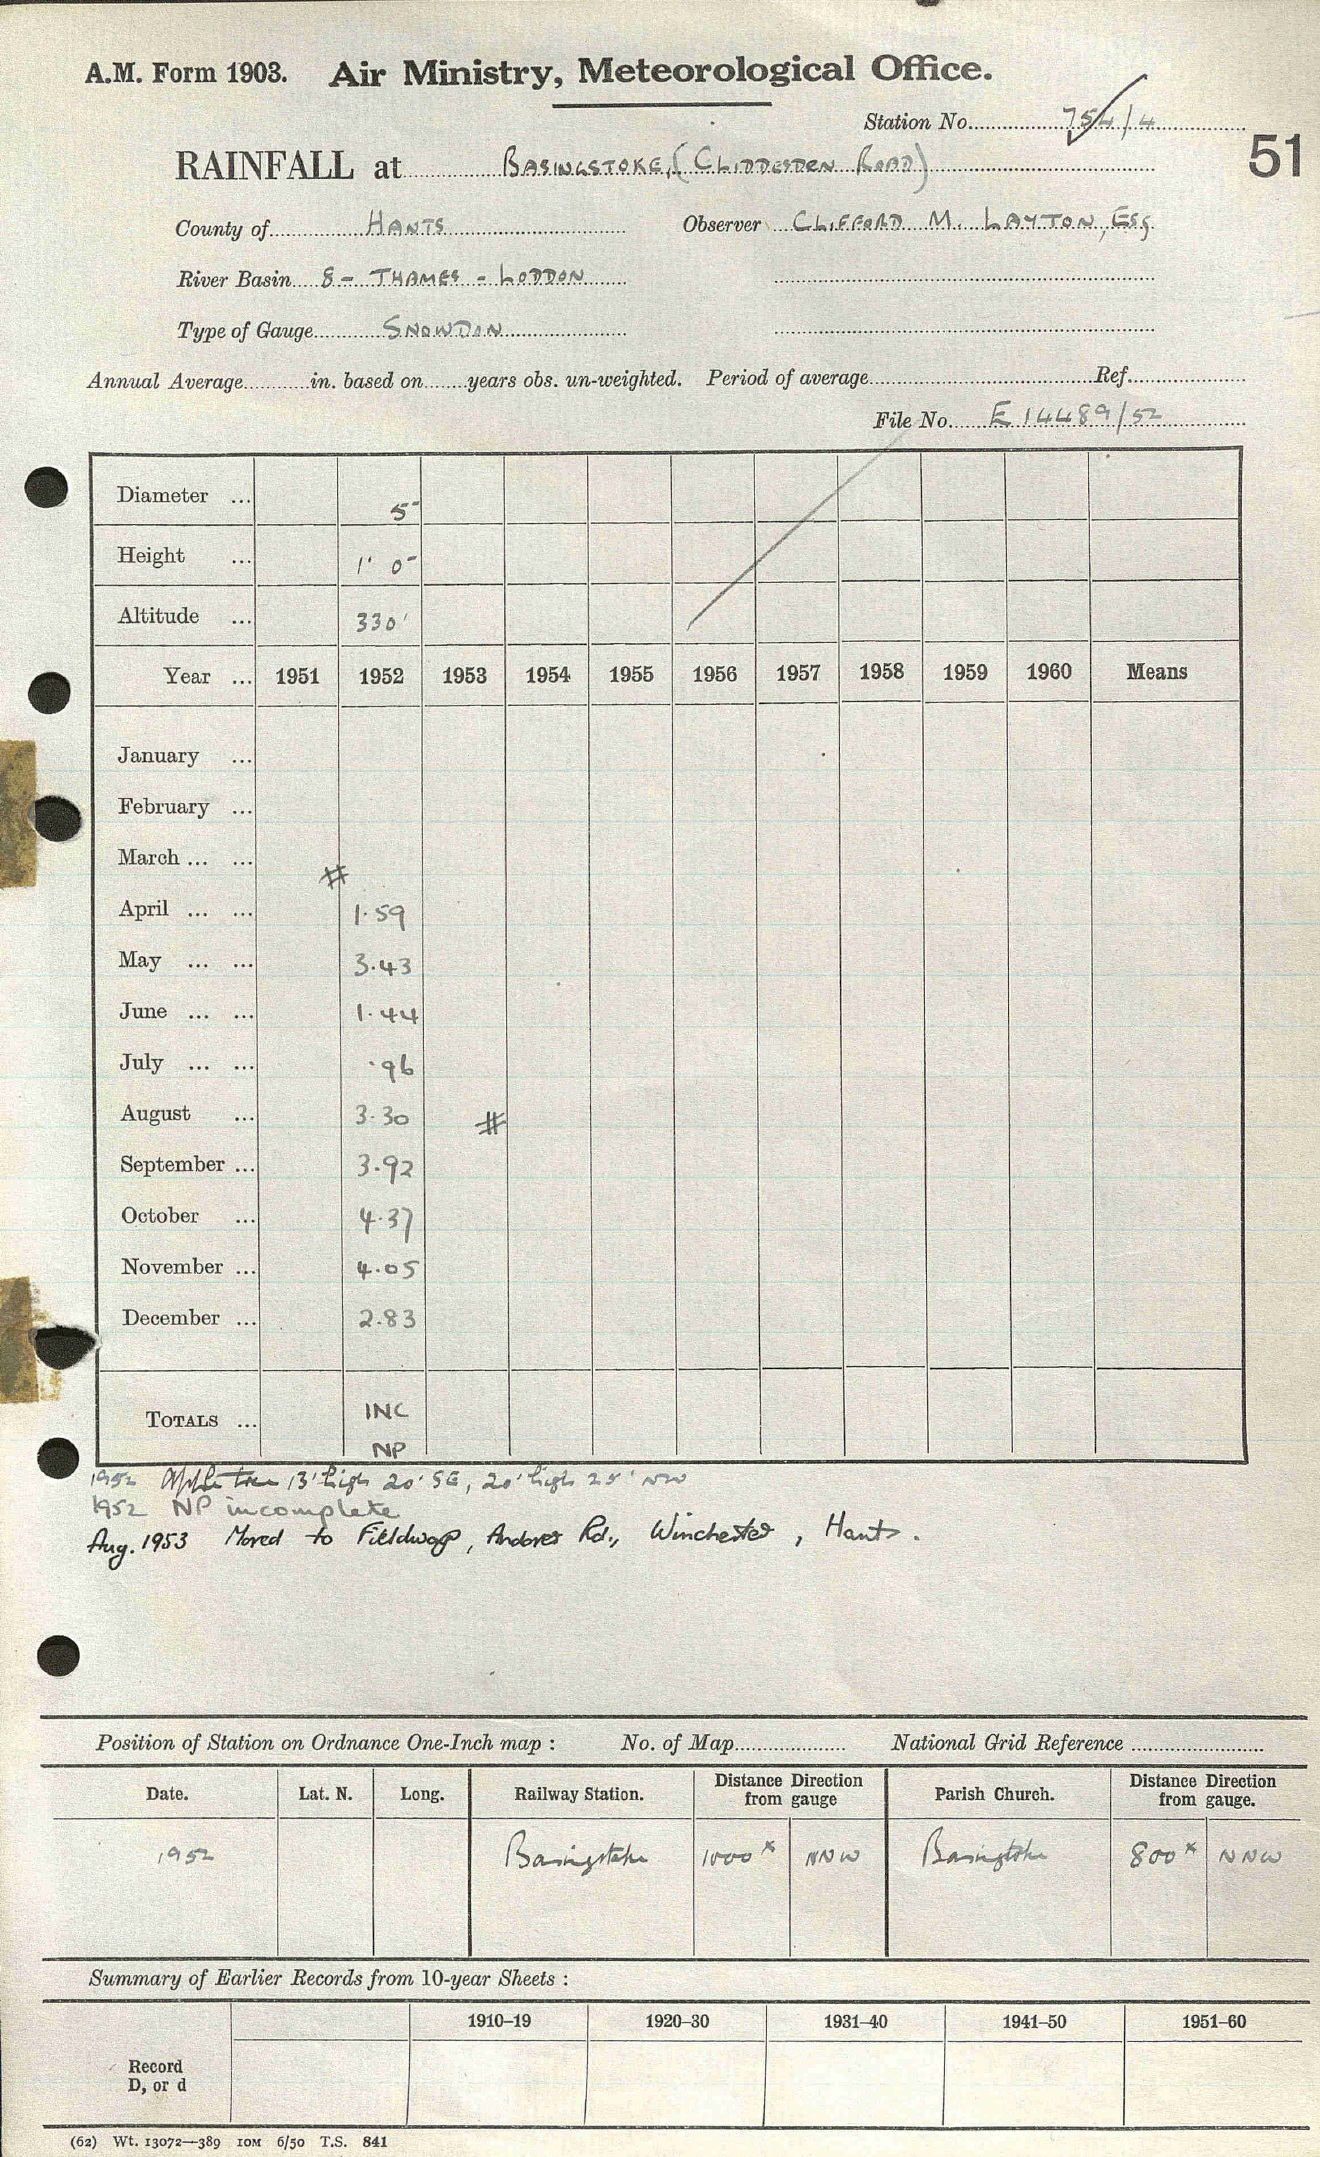 A.M. Form 1903. Air Ministry, Meteorological Office.
Station No. 754/4
51
RAINFALL at BASINGSTOKE, (CLIDDESDEN ROAD)
County of HANTS Observer CLIFFORD M. LAYTON, ESQ
River Basin 8 - THAMES - LODDON
Type of Gauge SNOWDON
Annual Average in. based on years obs. un-weighted. Period of average Ref.
File No. E 14489/52
Diameter ... 5"
Height ... 1' 0"
Altitude ... 330'
Year ... 1951 1952 1953 1954 1955 1956 1957 1958 1959 1960 Means
January ...
February ...
March ... ...
#
April ... ... 1.59
May ... ... 3.43
June ... ... 1.44
July ... ... .96
August ... 3.30 #
September ... 3.92
October ... 4.37
November ... 4.05
December ... 2.83
TOTALS ... INC
NP
1952 Apple tree 13' high 20' SE, 20' high 25' NW
1952 NP incomplete
Aug. 1953 Moved to Andover Rd., Winchester, Hants.
Position of Station on Ordnance One-Inch map : No. of Map National Grid Reference
Date. Lat. N. Long. Railway Station. Distance Direction from gauge Parish Church. Distance Direction from gauge.
1952 Basingstoke 1000x NNW Basingstoke 800x NNW
Summary of Earlier Records from 10-year Sheets :
1910-19 1920-30 1931-40 1941-50 1951-60
Record
D, or d
(62) Wt. 13072—389 10M 6/50 T.S. 841